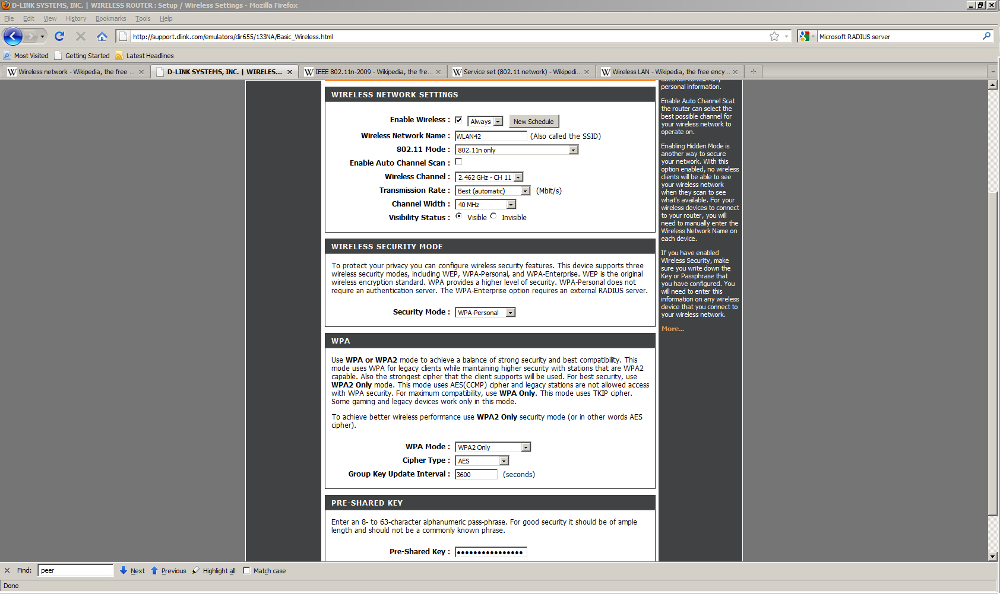 D-LINK SYSTEMS, INC. | WIRELESS ROUTER : Setup / Wireless Settings - Mozilla Firefox
File Edit View History Bookmarks Tools Help
http://support.dlink.com/emulators/dir655/133NA/Basic_Wireless.html
Microsoft RADIUS server
Most Visited Getting Started Latest Headlines
Wireless network - Wikipedia, the free ...
D-LINK SYSTEMS, INC. | WIRELES...
IEEE 802.11n-2009 - Wikipedia, the fre...
Service set (802.11 network) - Wikipedi...
Wireless LAN - Wikipedia, the free ency...
WIRELESS NETWORK SETTINGS
Enable Wireless : Always New Schedule
Wireless Network Name : WLAN42 (Also called the SSID)
802.11 Mode : 802.11n only
Enable Auto Channel Scan :
Wireless Channel : 2.462 GHz - CH 11
Transmission Rate : Best (automatic) (Mbit/s)
Channel Width : 40 MHz
Visibility Status : Visible Invisible
WIRELESS SECURITY MODE
To protect your privacy you can configure wireless security features. This device supports three
wireless security modes, including WEP, WPA-Personal, and WPA-Enterprise. WEP is the original
wireless encryption standard. WPA provides a higher level of security. WPA-Personal does not
require an authentication server. The WPA-Enterprise option requires an external RADIUS server.
Security Mode : WPA-Personal
WPA
Use WPA or WPA2 mode to achieve a balance of strong security and best compatibility. This
mode uses WPA for legacy clients while maintaining higher security with stations that are WPA2
capable. Also the strongest cipher that the client supports will be used. For best security, use
WPA2 Only mode. This mode uses AES(CCMP) cipher and legacy stations are not allowed access
with WPA security. For maximum compatibility, use WPA Only. This mode uses TKIP cipher.
Some gaming and legacy devices work only in this mode.
To achieve better wireless performance use WPA2 Only security mode (or in other words AES
cipher).
WPA Mode : WPA2 Only
Cipher Type : AES
Group Key Update Interval : 3600 (seconds)
PRE-SHARED KEY
Enter an 8- to 63-character alphanumeric pass-phrase. For good security it should be of ample
length and should not be a commonly known phrase.
Pre-Shared Key : ••••••••••••••••
does not contain any
personal information.
Enable Auto Channel Scat
the router can select the
best possible channel for
your wireless network to
operate on.
Enabling Hidden Mode is
another way to secure
your network. With this
option enabled, no wireless
clients will be able to see
your wireless network
when they scan to see
what's available. For your
wireless devices to connect
to your router, you will
need to manually enter the
Wireless Network Name on
each device.
If you have enabled
Wireless Security, make
sure you write down the
Key or Passphrase that
you have configured. You
will need to enter this
information on any wireless
device that you connect to
your wireless network.
More...
Find: peer Next Previous Highlight all Match case
Done